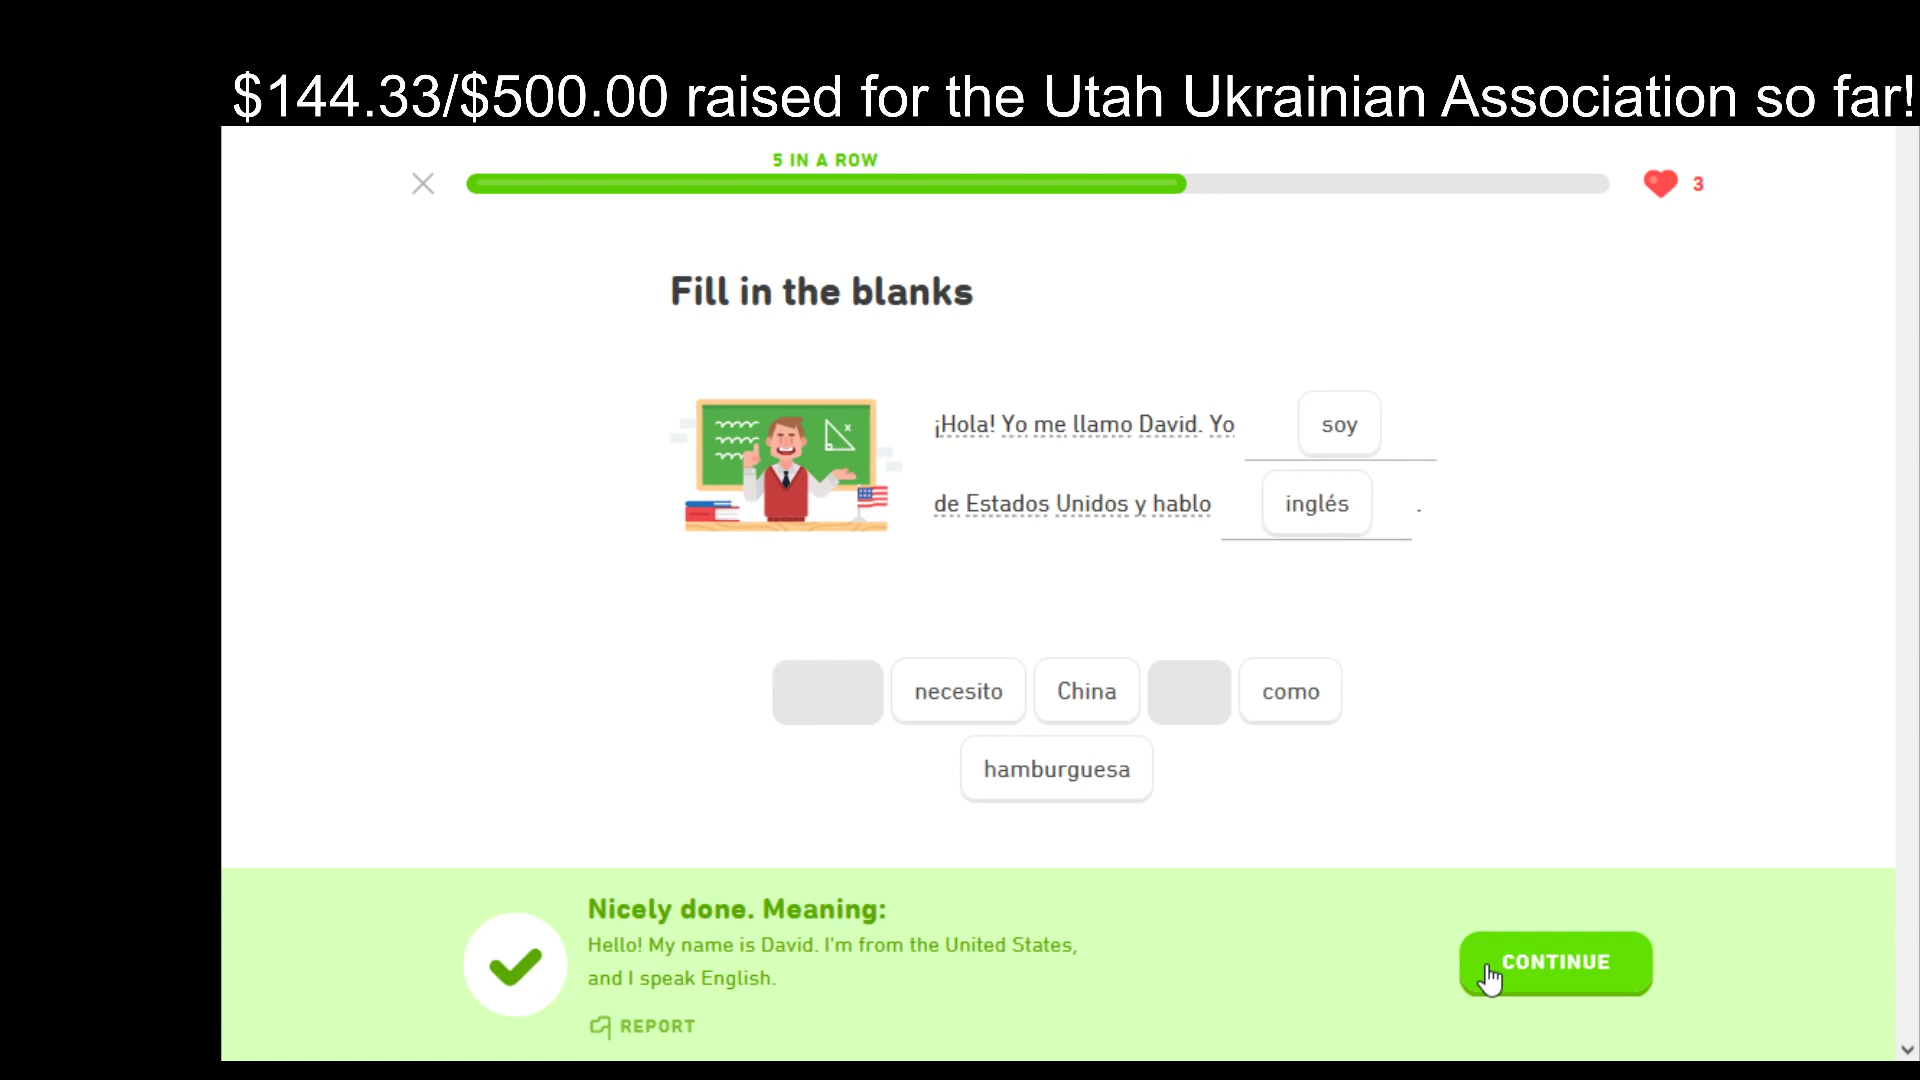 $144.33/$500.00 raised for the Utah Ukrainian Association so far!
5 IN A ROW
3
Fill in the blanks
¡Hola! Yo me llamo David. Yo soy
de Estados Unidos y hablo inglés .
necesito China como
hamburguesa
Nicely done. Meaning:
Hello! My name is David. I'm from the United States,
and I speak English.
CONTINUE
REPORT